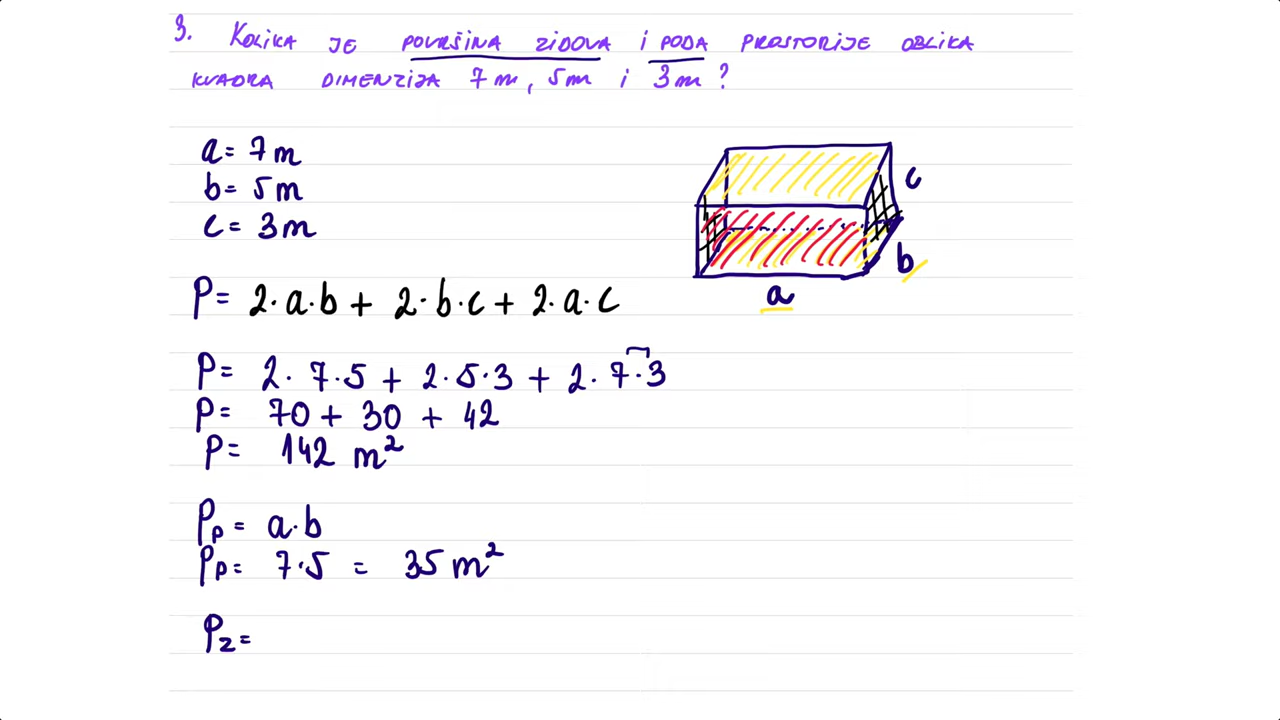 3. KOLIKA JE POVRŠINA ZIDOVA I PODA PROSTORIJE OBLIKA
KVADRA DIMENZIJA 7m, 5m i 3m?
a= 7m
b= 5m
c= 3m
c
b
a
P= 2·a·b + 2·b·c + 2·a·c
P= 2·7·5 + 2·5·3 + 2·7·3
P= 70 + 30 + 42
P= 142 m²
Pp= a·b
Pp= 7·5 = 35 m²
Pz=